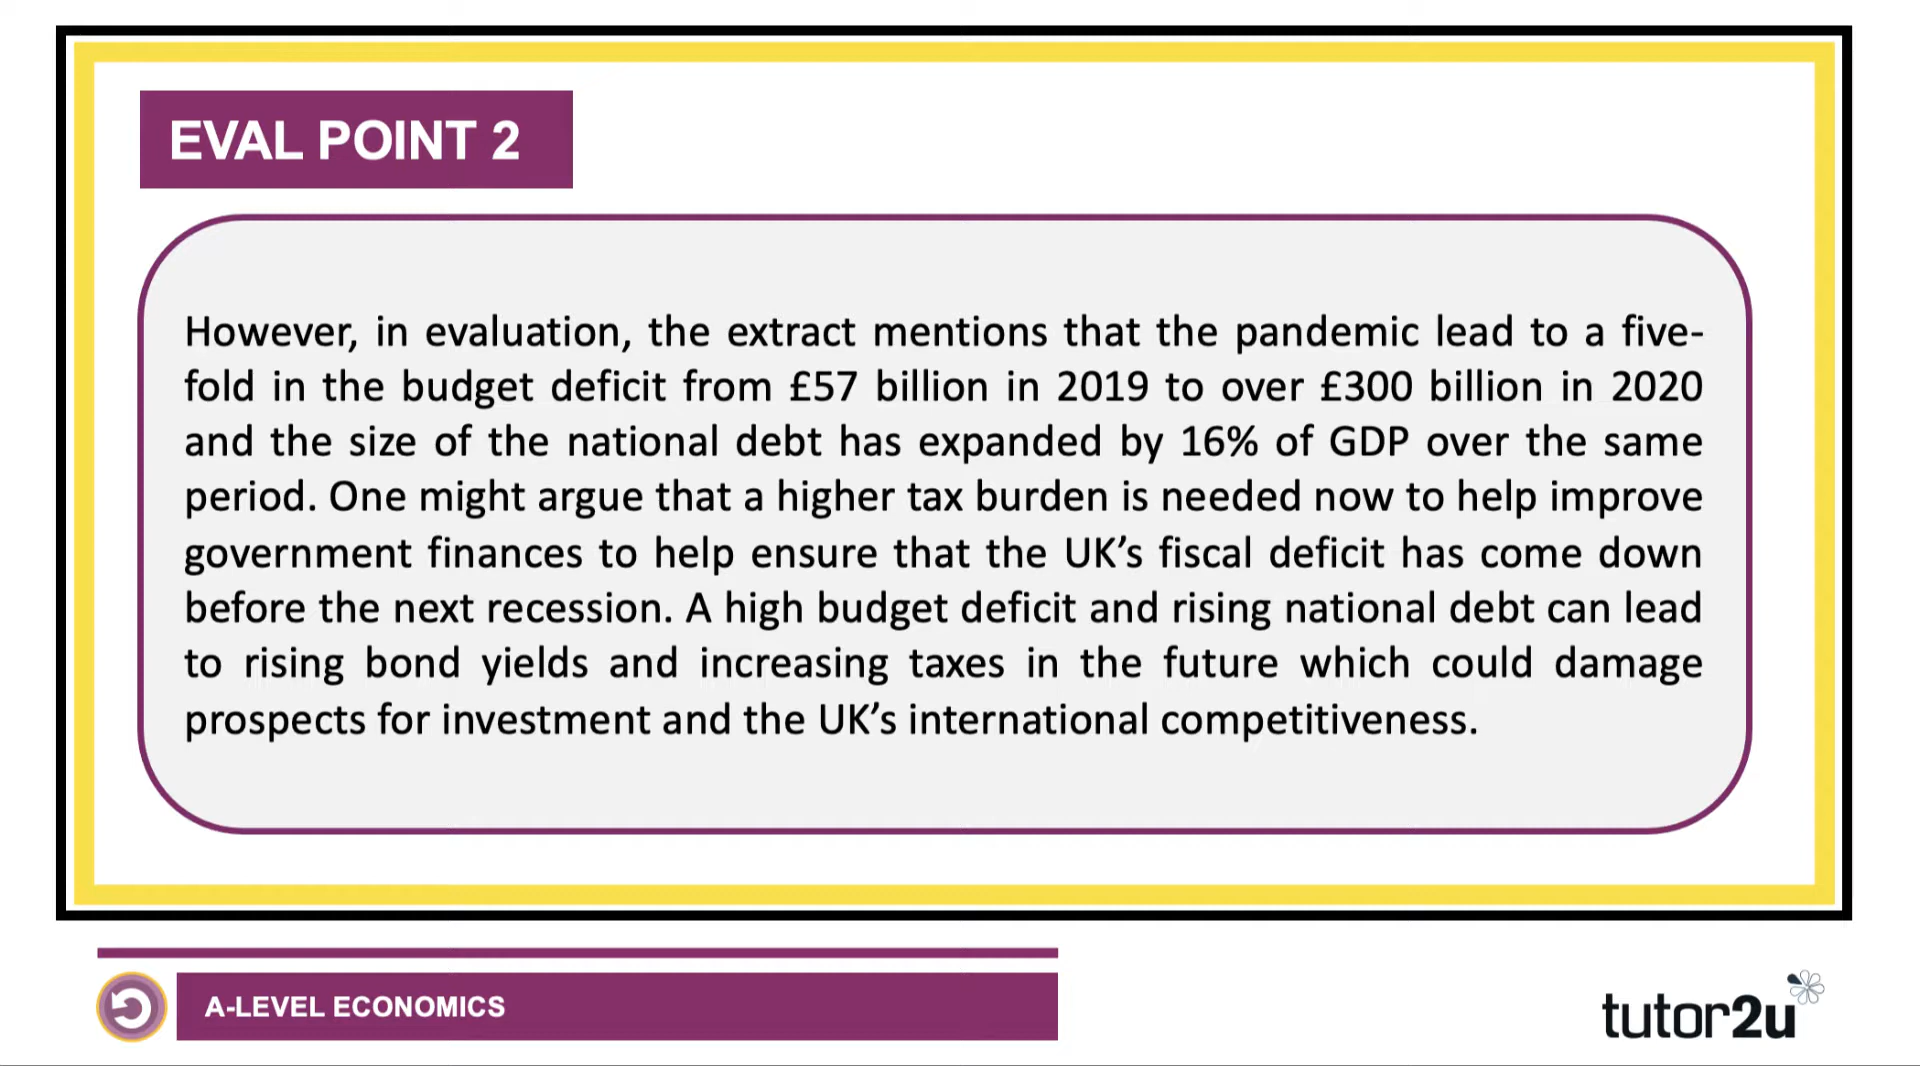 EVAL POINT 2
However, in evaluation, the extract mentions that the pandemic lead to a five-
fold in the budget deficit from £57 billion in 2019 to over £300 billion in 2020
and the size of the national debt has expanded by 16% of GDP over the same
period. One might argue that a higher tax burden is needed now to help improve
government finances to help ensure that the UK’s fiscal deficit has come down
before the next recession. A high budget deficit and rising national debt can lead
to rising bond yields and increasing taxes in the future which could damage
prospects for investment and the UK’s international competitiveness.
A-LEVEL ECONOMICS
tutor2u